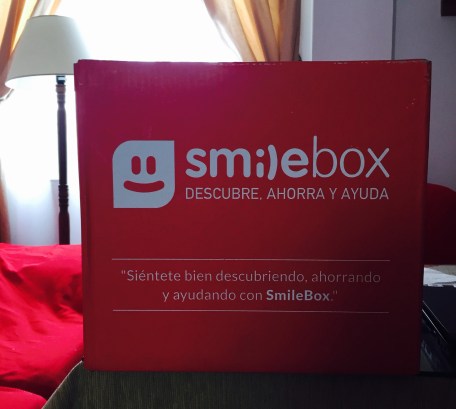 smilebox
DESCUBRE, AHORRA Y AYUDA
"Siéntete bien descubriendo, ahorrando
y ayudando con SmileBox."